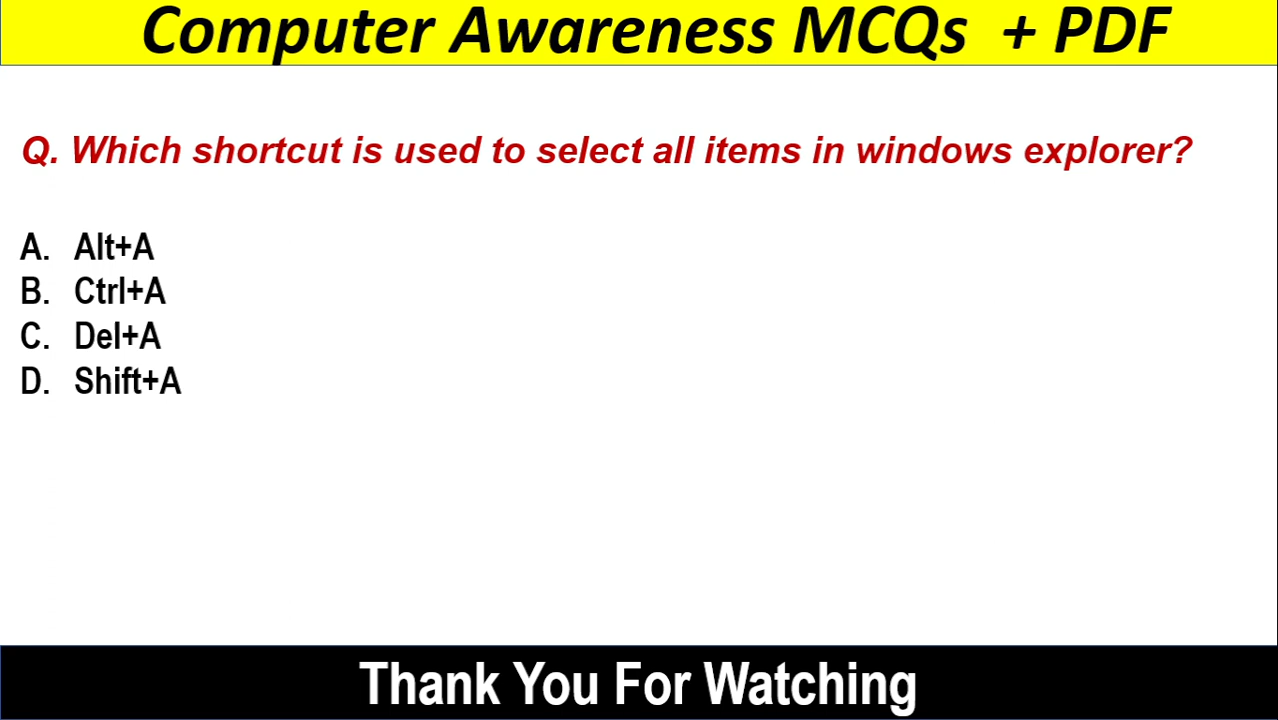 Computer Awareness MCQs + PDF
Q. Which shortcut is used to select all items in windows explorer?
A. Alt+A
B. Ctrl+A
C. Del+A
D. Shift+A
Thank You For Watching